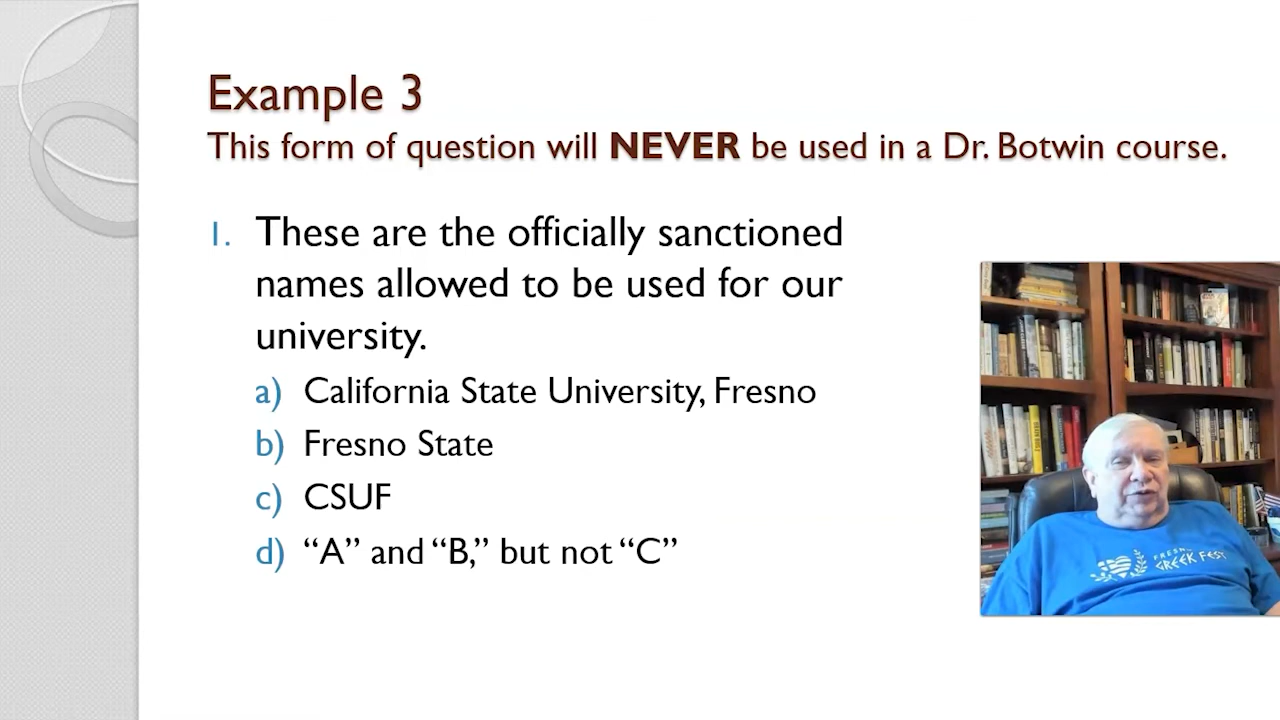 Example 3
This form of question will NEVER be used in a Dr. Botwin course.
1. These are the officially sanctioned
names allowed to be used for our
university.
a) California State University, Fresno
b) Fresno State
c) CSUF
d) “A” and “B,” but not “C”
GREEK FEST